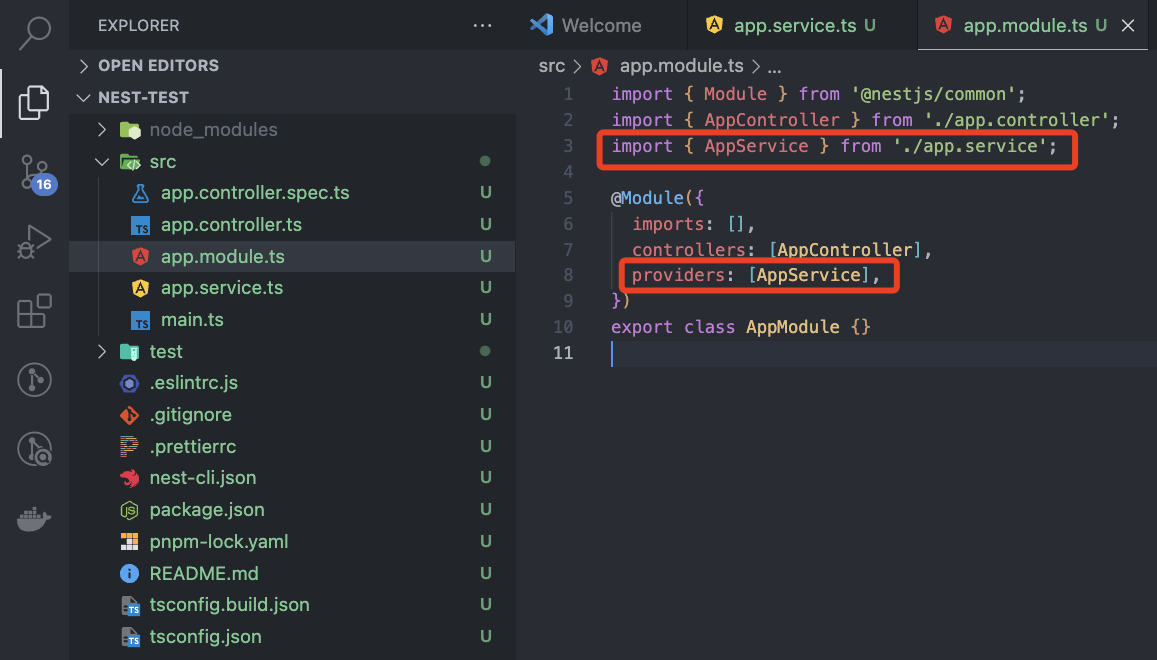 EXPLORER
...
Welcome
app.service.ts U
app.module.ts U
OPEN EDITORS
NEST-TEST
node_modules
src
app.controller.spec.ts U
app.controller.ts U
app.module.ts U
app.service.ts U
main.ts U
test
.eslintrc.js U
.gitignore U
.prettierrc U
nest-cli.json U
package.json U
pnpm-lock.yaml U
README.md U
tsconfig.build.json U
tsconfig.json U
16
src > app.module.ts > ...
1 import { Module } from '@nestjs/common';
2 import { AppController } from './app.controller';
3 import { AppService } from './app.service';
4
5 @Module({
6 imports: [],
7 controllers: [AppController],
8 providers: [AppService],
9 })
10 export class AppModule {}
11